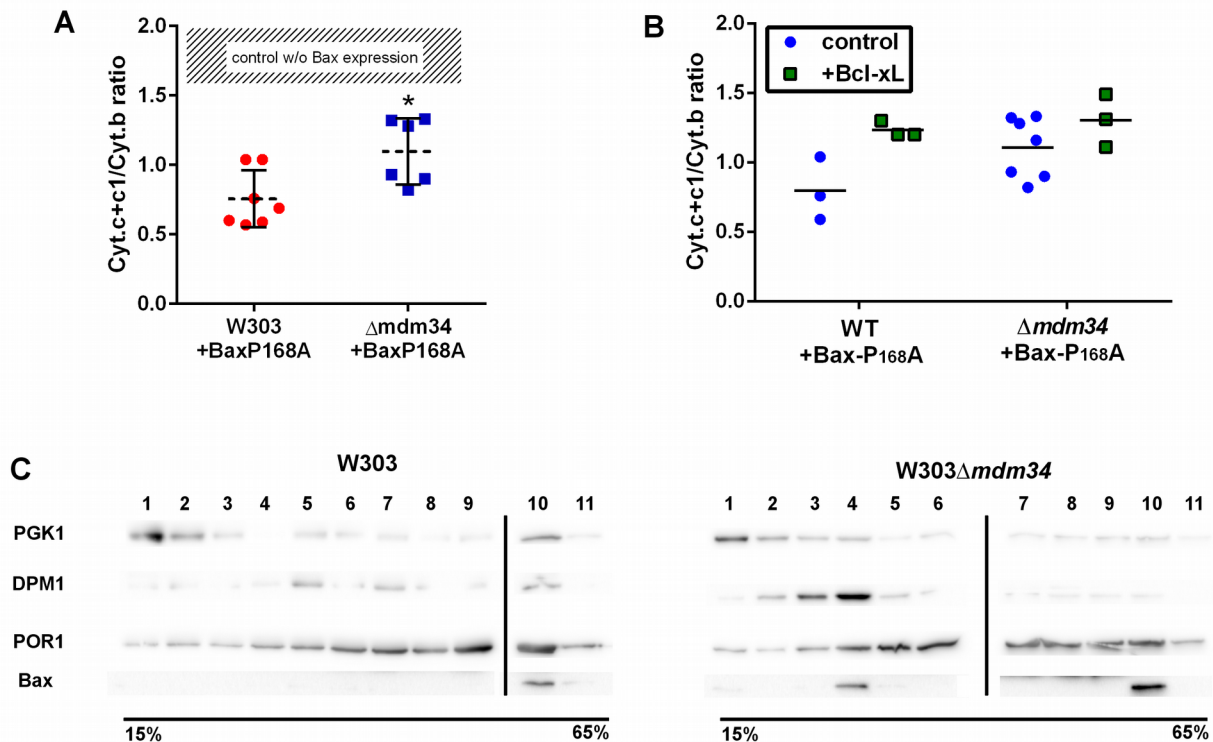 A
Cyt.c+c1/Cyt.b ratio
2.0
1.5
1.0
0.5
0.0
control w/o Bax expression
*
W303
+BaxP168A
Δmdm34
+BaxP168A
B
Cyt.c+c1/Cyt.b ratio
2.0
1.5
1.0
0.5
0.0
control
+Bcl-xL
WT
+Bax-P168A
Δmdm34
+Bax-P168A
C
W303
1 2 3 4 5 6 7 8 9 10 11
W303Δmdm34
1 2 3 4 5 6 7 8 9 10 11
PGK1
DPM1
POR1
Bax
15% 65%
15% 65%